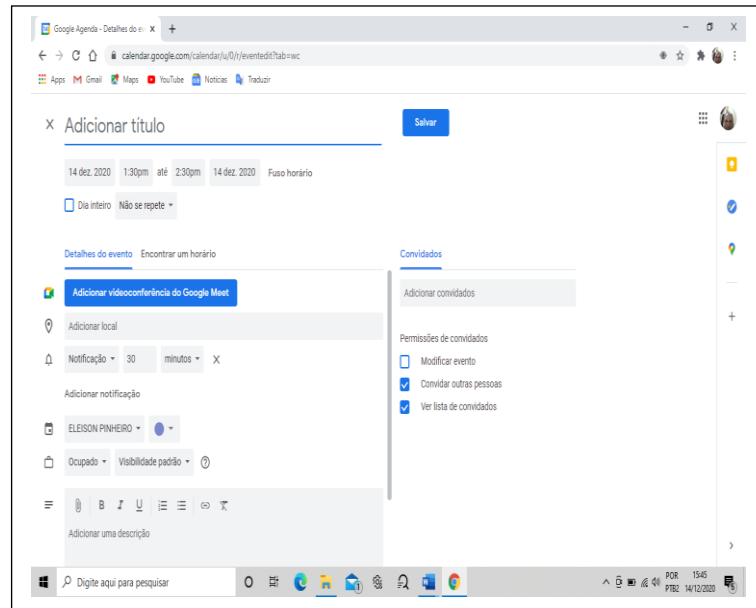 Google Agenda - Detalhes do e
calendar.google.com/calendar/u/0/r/eventedit?tab=wc
Apps Gmail Maps YouTube Notícias Traduzir
Adicionar título
Salvar
14 dez. 2020 1:30pm até 2:30pm 14 dez. 2020 Fuso horário
Dia inteiro Não se repete
Detalhes do evento Encontrar um horário
Convidados
Adicionar videoconferência do Google Meet
Adicionar convidados
Adicionar local
Permissões de convidados
Notificação 30 minutos
Modificar evento
Convidar outras pessoas
Adicionar notificação
Ver lista de convidados
ELEISON PINHEIRO
Ocupado Visibilidade padrão
B I U
Adicionar uma descrição
Digite aqui para pesquisar
POR 15:45
PTB2 14/12/2020